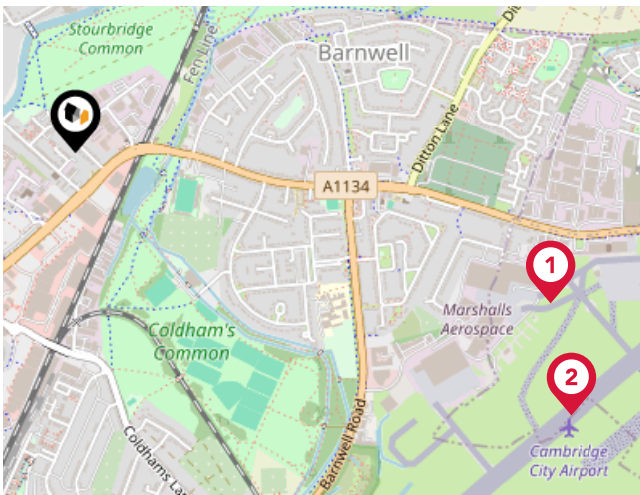 Stourbridge
Common
Fen Line
Barnwell
Dit
Ditton Lane
A1134
1
Marshalls
Aerospace
Coldham's
Common
2
Barnwell Road
Coldhams La
Cambridge
City Airport